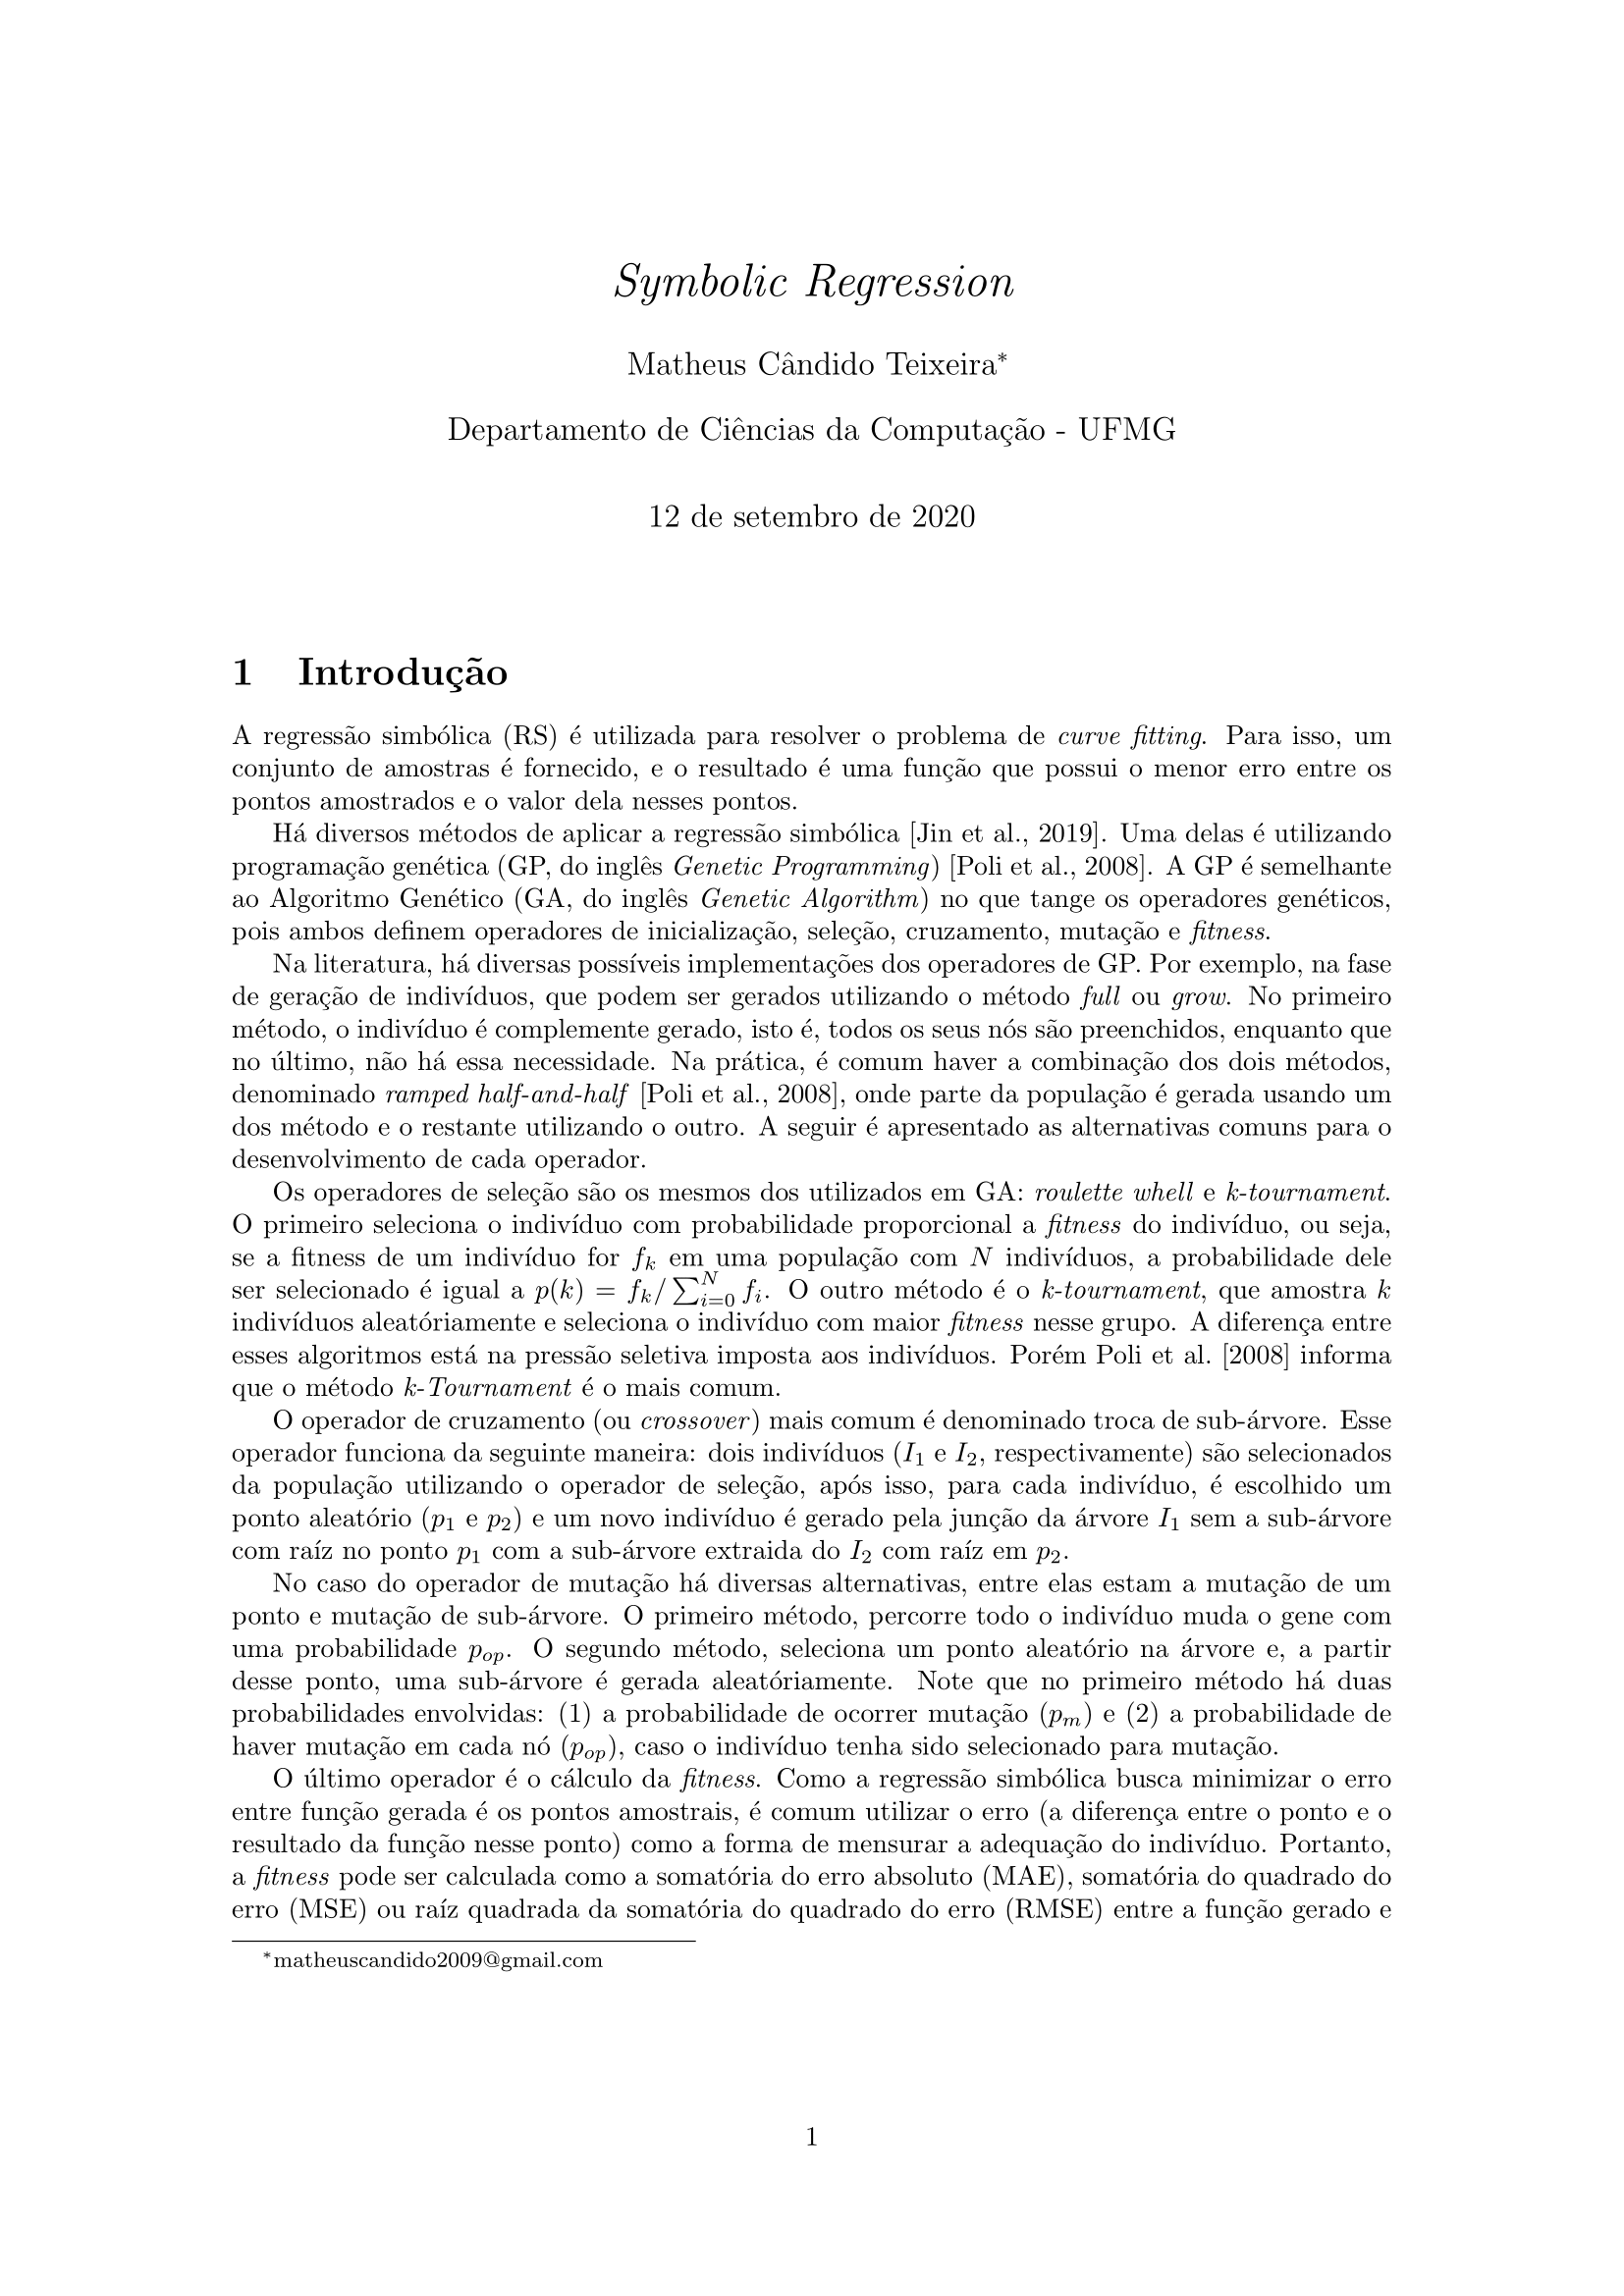 Symbolic Regression
Matheus Cândido Teixeira*
Departamento de Ciências da Computação - UFMG
12 de setembro de 2020
1 Introdução
A regressão simbólica (RS) é utilizada para resolver o problema de curve fitting. Para isso, um
conjunto de amostras é fornecido, e o resultado é uma função que possui o menor erro entre os
pontos amostrados e o valor dela nesses pontos.
Há diversos métodos de aplicar a regressão simbólica [Jin et al., 2019]. Uma delas é utilizando
programação genética (GP, do inglês Genetic Programming) [Poli et al., 2008]. A GP é semelhante
ao Algoritmo Genético (GA, do inglês Genetic Algorithm) no que tange os operadores genéticos,
pois ambos definem operadores de inicialização, seleção, cruzamento, mutação e fitness.
Na literatura, há diversas possíveis implementações dos operadores de GP. Por exemplo, na fase
de geração de indivíduos, que podem ser gerados utilizando o método full ou grow. No primeiro
método, o indivíduo é complemente gerado, isto é, todos os seus nós são preenchidos, enquanto que
no último, não há essa necessidade. Na prática, é comum haver a combinação dos dois métodos,
denominado ramped half-and-half [Poli et al., 2008], onde parte da população é gerada usando um
dos método e o restante utilizando o outro. A seguir é apresentado as alternativas comuns para o
desenvolvimento de cada operador.
Os operadores de seleção são os mesmos dos utilizados em GA: roulette whell e k-tournament.
O primeiro seleciona o indivíduo com probabilidade proporcional a fitness do indivíduo, ou seja,
se a fitness de um indivíduo for $f_k$ em uma população com $N$ indivíduos, a probabilidade dele
ser selecionado é igual a $p(k) = f_k / \sum_{i=0}^{N} f_i$. O outro método é o k-tournament, que amostra $k$
indivíduos aleatóriamente e seleciona o indivíduo com maior fitness nesse grupo. A diferença entre
esses algoritmos está na pressão seletiva imposta aos indivíduos. Porém Poli et al. [2008] informa
que o método k-Tournament é o mais comum.
O operador de cruzamento (ou crossover) mais comum é denominado troca de sub-árvore. Esse
operador funciona da seguinte maneira: dois indivíduos ($I_1$ e $I_2$, respectivamente) são selecionados
da população utilizando o operador de seleção, após isso, para cada indivíduo, é escolhido um
ponto aleatório ($p_1$ e $p_2$) e um novo indivíduo é gerado pela junção da árvore $I_1$ sem a sub-árvore
com raíz no ponto $p_1$ com a sub-árvore extraida do $I_2$ com raíz em $p_2$.
No caso do operador de mutação há diversas alternativas, entre elas estam a mutação de um
ponto e mutação de sub-árvore. O primeiro método, percorre todo o indivíduo muda o gene com
uma probabilidade $p_{op}$. O segundo método, seleciona um ponto aleatório na árvore e, a partir
desse ponto, uma sub-árvore é gerada aleatóriamente. Note que no primeiro método há duas
probabilidades envolvidas: (1) a probabilidade de ocorrer mutação ($p_m$) e (2) a probabilidade de
haver mutação em cada nó ($p_{op}$), caso o indivíduo tenha sido selecionado para mutação.
O último operador é o cálculo da fitness. Como a regressão simbólica busca minimizar o erro
entre função gerada é os pontos amostrais, é comum utilizar o erro (a diferença entre o ponto e o
resultado da função nesse ponto) como a forma de mensurar a adequação do indivíduo. Portanto,
a fitness pode ser calculada como a somatória do erro absoluto (MAE), somatória do quadrado do
erro (MSE) ou raíz quadrada da somatória do quadrado do erro (RMSE) entre a função gerado e
*matheuscandido2009@gmail.com
1